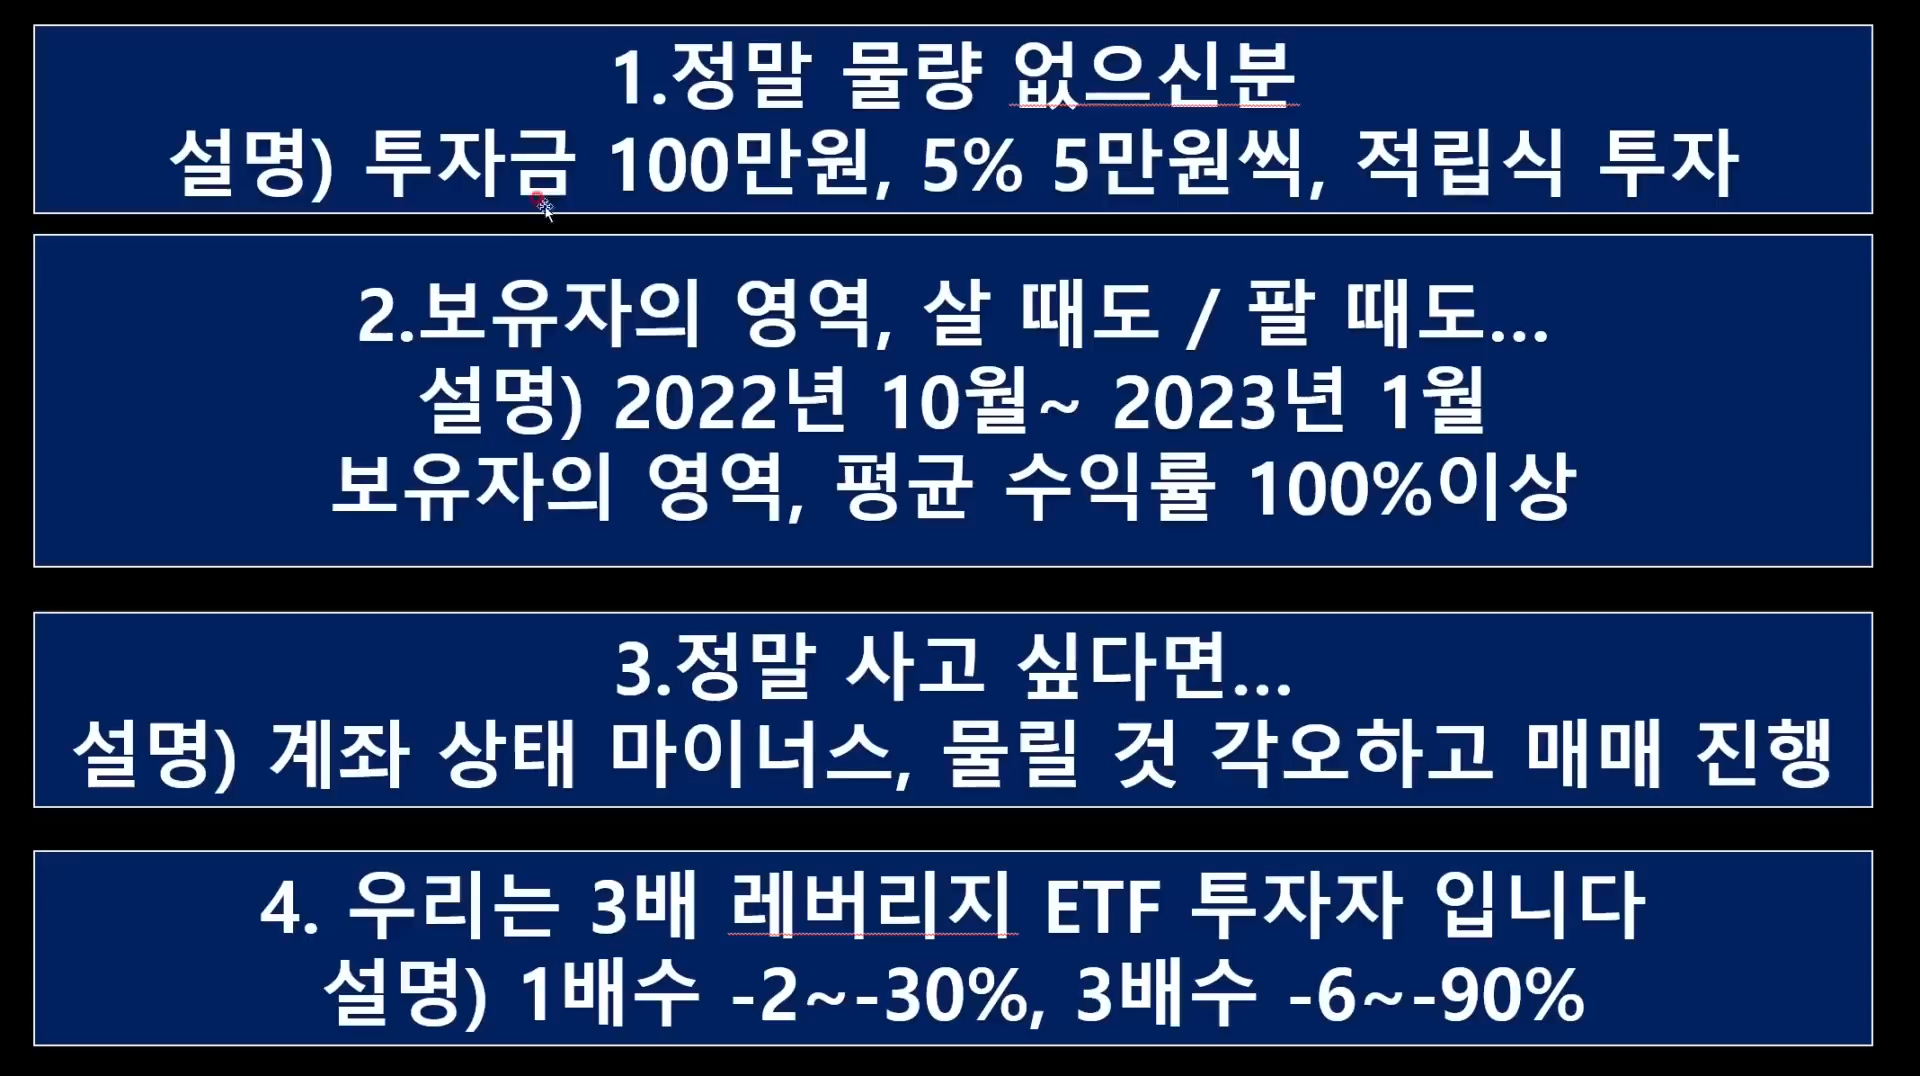 1.정말 물량 없으신분
설명) 투자금 100만원, 5% 5만원씩, 적립식 투자
2.보유자의 영역, 살 때도 / 팔 때도...
설명) 2022년 10월~ 2023년 1월
보유자의 영역, 평균 수익률 100%이상
3.정말 사고 싶다면...
설명) 계좌 상태 마이너스, 물릴 것 각오하고 매매 진행
4. 우리는 3배 레버리지 ETF 투자자 입니다
설명) 1배수 -2~-30%, 3배수 -6~-90%